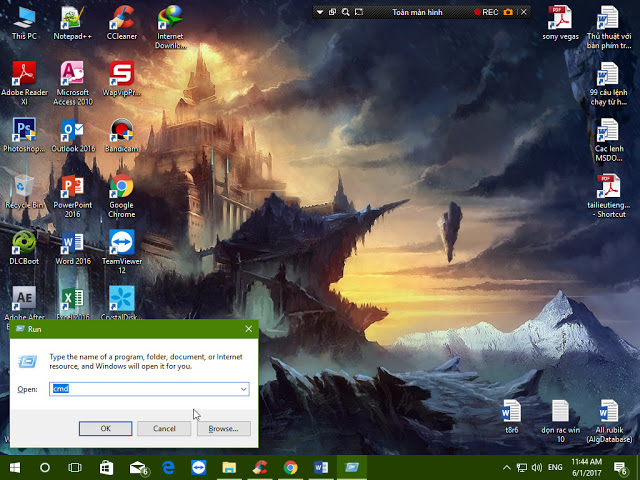 Toàn màn hình
REC
This PC
Notepad++
CCleaner
Internet
Downlo...
sony vegas
Thủ thuật với
bàn phím tr...
Adobe Reader
XI
Microsoft
Access 2010
WapVipPr...
99 câu lệnh
chạy từ h...
Photoshop...
Outlook 2016
Bandicam
Cac lenh
MSDO...
Recycle Bin
PowerPoint
2016
Google
Chrome
tailieutieng...
- Shortcut
DLCBoot
Word 2016
TeamViewer
12
Adobe After
Excel 2016
CrystalDisk...
Run
Type the name of a program, folder, document, or Internet
resource, and Windows will open it for you.
Open:
cmd
OK
Cancel
Browse...
t8r6
dọn rac win
10
All rubik
(AlgDatabase)
ENG
11:44 AM
6/1/2017